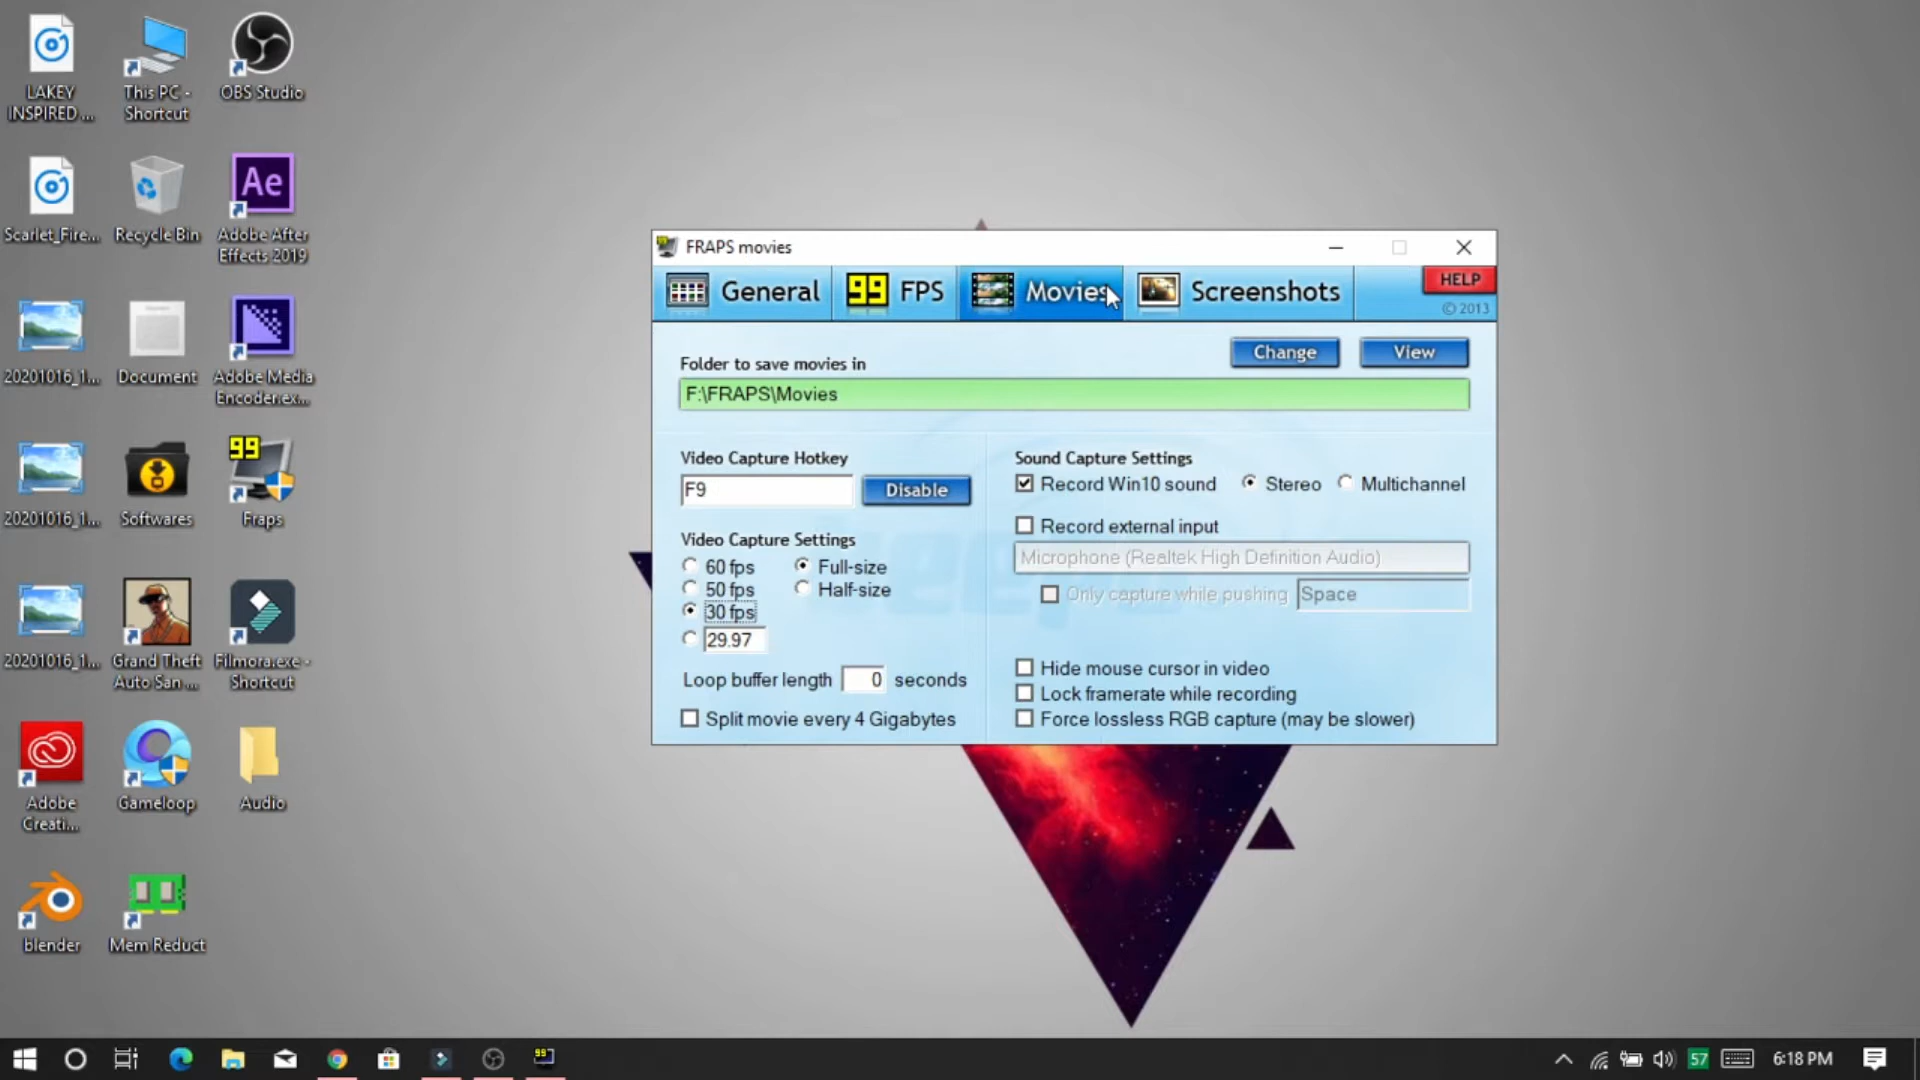 LAKEY
INSPIRED ...
This PC -
Shortcut
OBS Studio
Scarlet_Fire...
Recycle Bin
Ae
Adobe After
Effects 2019
20201016_1...
Document
Adobe Media
Encoder.ex...
20201016_1...
Softwares
99
Fraps
20201016_1...
Grand Theft
Auto San ...
Filmora.exe -
Shortcut
Adobe
Creati...
Gameloop
Audio
blender
Mem Reduct
FRAPS movies
General
99 FPS
Movies
Screenshots
HELP
© 2013
Folder to save movies in
Change
View
F:\FRAPS\Movies
Video Capture Hotkey
F9
Disable
Video Capture Settings
60 fps
Full-size
50 fps
Half-size
30 fps
29.97
Loop buffer length 0 seconds
Split movie every 4 Gigabytes
Sound Capture Settings
Record Win10 sound
Stereo
Multichannel
Record external input
Microphone (Realtek High Definition Audio)
Only capture while pushing Space
Hide mouse cursor in video
Lock framerate while recording
Force lossless RGB capture (may be slower)
99
57
6:18 PM